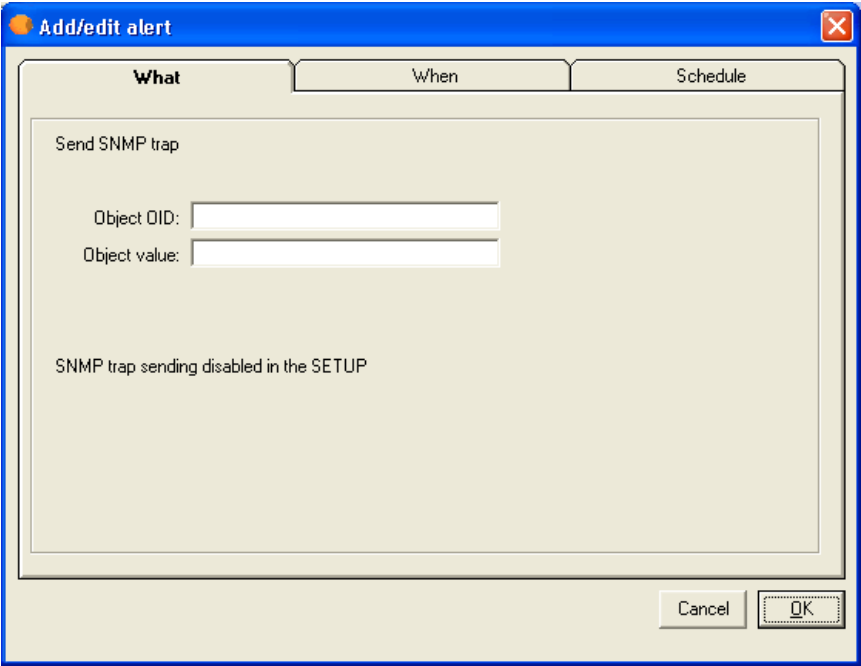 Add/edit alert
What When Schedule
Send SNMP trap
Object OID:
Object value:
SNMP trap sending disabled in the SETUP
Cancel OK